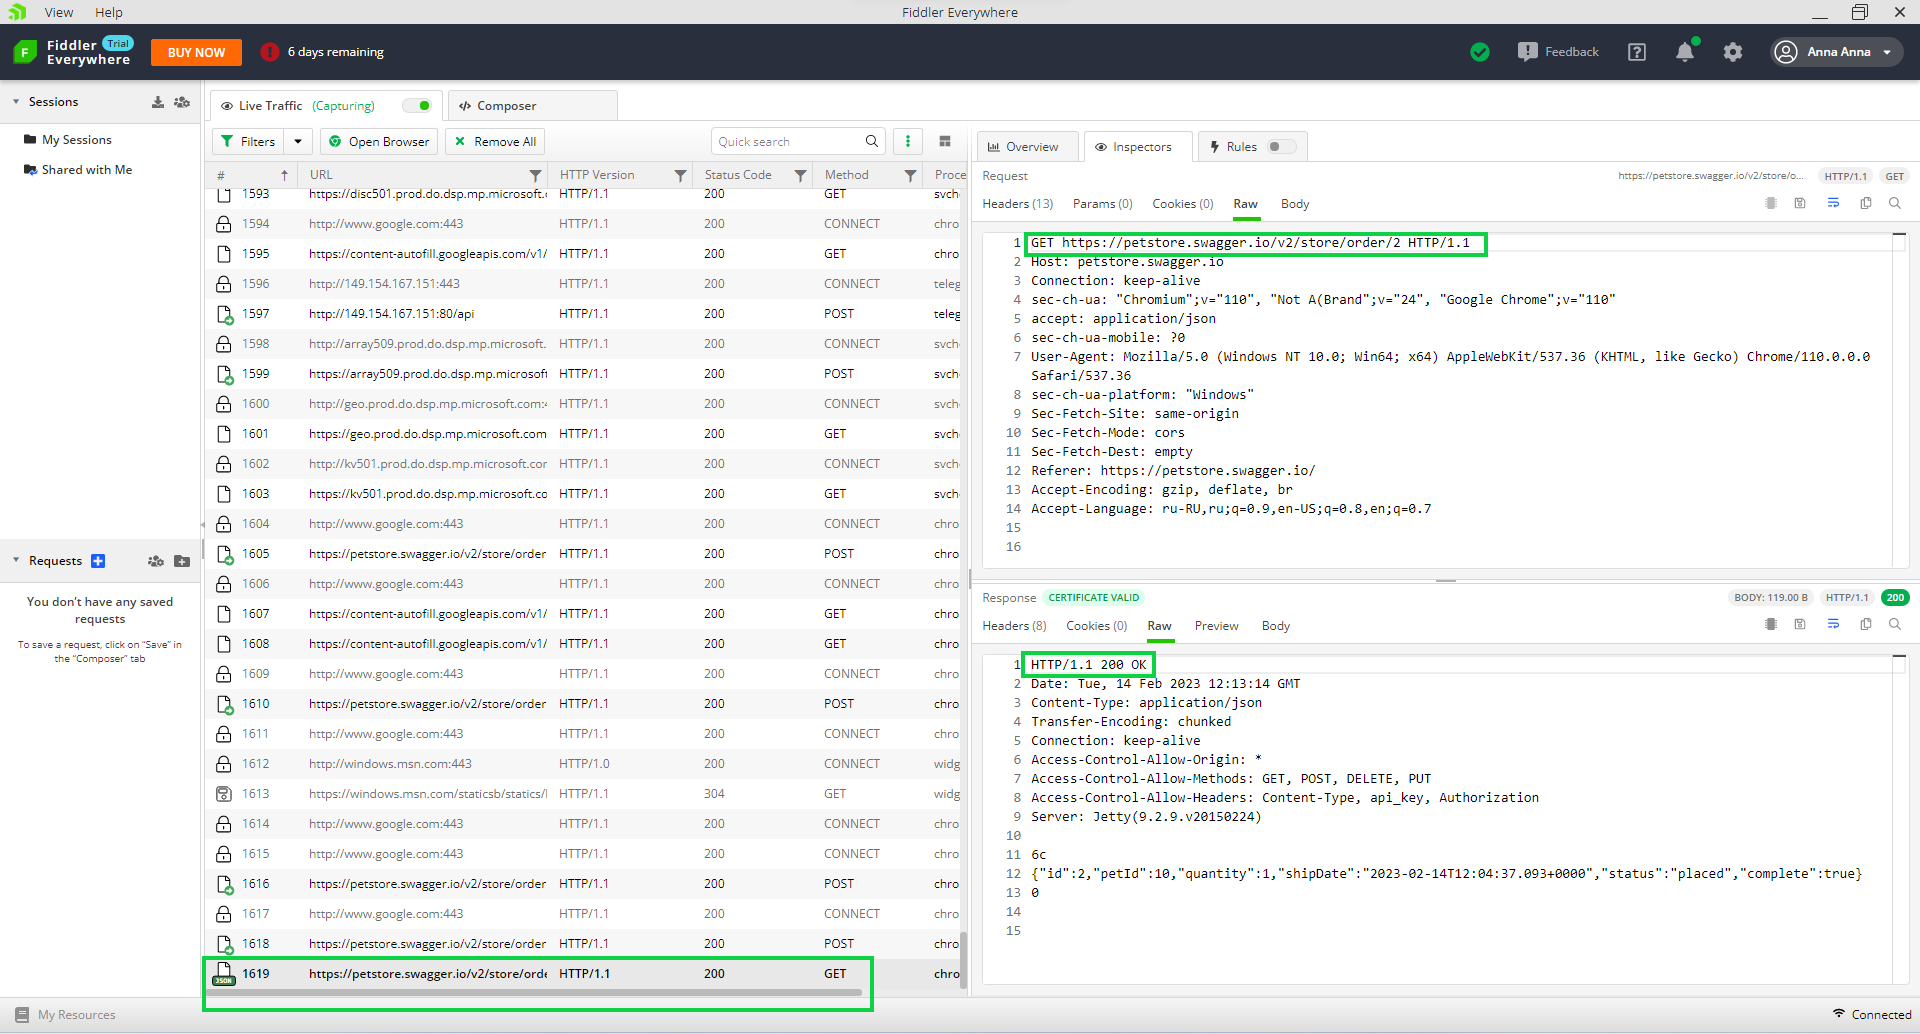 View Help
Fiddler Everywhere
Fiddler Trial
Everywhere
BUY NOW
6 days remaining
Feedback
Anna Anna
Sessions
My Sessions
Shared with Me
Requests
You don't have any saved
requests
To save a request, click on "Save" in
the "Composer" tab
Live Traffic (Capturing)
Composer
Filters
Open Browser
Remove All
Quick search
# URL HTTP Version Status Code Method Proce
1593 https://disc501.prod.do.dsp.mp.microsoft. HTTP/1.1 200 GET svch
1594 http://www.google.com:443 HTTP/1.1 200 CONNECT chro
1595 https://content-autofill.googleapis.com/v1/ HTTP/1.1 200 GET chro
1596 http://149.154.167.151:443 HTTP/1.1 200 CONNECT teleg
1597 http://149.154.167.151:80/api HTTP/1.1 200 POST teleg
1598 http://array509.prod.do.dsp.mp.microsoft. HTTP/1.1 200 CONNECT svch
1599 https://array509.prod.do.dsp.mp.microsoft HTTP/1.1 200 POST svch
1600 http://geo.prod.do.dsp.mp.microsoft.com:4 HTTP/1.1 200 CONNECT svch
1601 https://geo.prod.do.dsp.mp.microsoft.com HTTP/1.1 200 GET svch
1602 http://kv501.prod.do.dsp.mp.microsoft.cor HTTP/1.1 200 CONNECT svch
1603 https://kv501.prod.do.dsp.mp.microsoft.co HTTP/1.1 200 GET svch
1604 http://www.google.com:443 HTTP/1.1 200 CONNECT chro
1605 https://petstore.swagger.io/v2/store/order HTTP/1.1 200 POST chro
1606 http://www.google.com:443 HTTP/1.1 200 CONNECT chro
1607 https://content-autofill.googleapis.com/v1/ HTTP/1.1 200 GET chro
1608 https://content-autofill.googleapis.com/v1/ HTTP/1.1 200 GET chro
1609 http://www.google.com:443 HTTP/1.1 200 CONNECT chro
1610 https://petstore.swagger.io/v2/store/order HTTP/1.1 200 POST chro
1611 http://www.google.com:443 HTTP/1.1 200 CONNECT chro
1612 http://windows.msn.com:443 HTTP/1.0 200 CONNECT widg
1613 https://windows.msn.com/staticsb/statics/l HTTP/1.1 304 GET widg
1614 http://www.google.com:443 HTTP/1.1 200 CONNECT chro
1615 http://www.google.com:443 HTTP/1.1 200 CONNECT chro
1616 https://petstore.swagger.io/v2/store/order HTTP/1.1 200 POST chro
1617 http://www.google.com:443 HTTP/1.1 200 CONNECT chro
1618 https://petstore.swagger.io/v2/store/order HTTP/1.1 200 POST chro
JSON 1619 https://petstore.swagger.io/v2/store/orde HTTP/1.1 200 GET chro
Overview
Inspectors
Rules
Request https://petstore.swagger.io/v2/store/o... HTTP/1.1 GET
Headers (13) Params (0) Cookies (0) Raw Body
1 GET https://petstore.swagger.io/v2/store/order/2 HTTP/1.1
2 Host: petstore.swagger.io
3 Connection: keep-alive
4 sec-ch-ua: "Chromium";v="110", "Not A(Brand";v="24", "Google Chrome";v="110"
5 accept: application/json
6 sec-ch-ua-mobile: ?0
7 User-Agent: Mozilla/5.0 (Windows NT 10.0; Win64; x64) AppleWebKit/537.36 (KHTML, like Gecko) Chrome/110.0.0.0
Safari/537.36
8 sec-ch-ua-platform: "Windows"
9 Sec-Fetch-Site: same-origin
10 Sec-Fetch-Mode: cors
11 Sec-Fetch-Dest: empty
12 Referer: https://petstore.swagger.io/
13 Accept-Encoding: gzip, deflate, br
14 Accept-Language: ru-RU,ru;q=0.9,en-US;q=0.8,en;q=0.7
15
16
Response CERTIFICATE VALID BODY: 119.00 B HTTP/1.1 200
Headers (8) Cookies (0) Raw Preview Body
1 HTTP/1.1 200 OK
2 Date: Tue, 14 Feb 2023 12:13:14 GMT
3 Content-Type: application/json
4 Transfer-Encoding: chunked
5 Connection: keep-alive
6 Access-Control-Allow-Origin: *
7 Access-Control-Allow-Methods: GET, POST, DELETE, PUT
8 Access-Control-Allow-Headers: Content-Type, api_key, Authorization
9 Server: Jetty(9.2.9.v20150224)
10
11 6c
12 {"id":2,"petId":10,"quantity":1,"shipDate":"2023-02-14T12:04:37.093+0000","status":"placed","complete":true}
13 0
14
15
My Resources
Connected